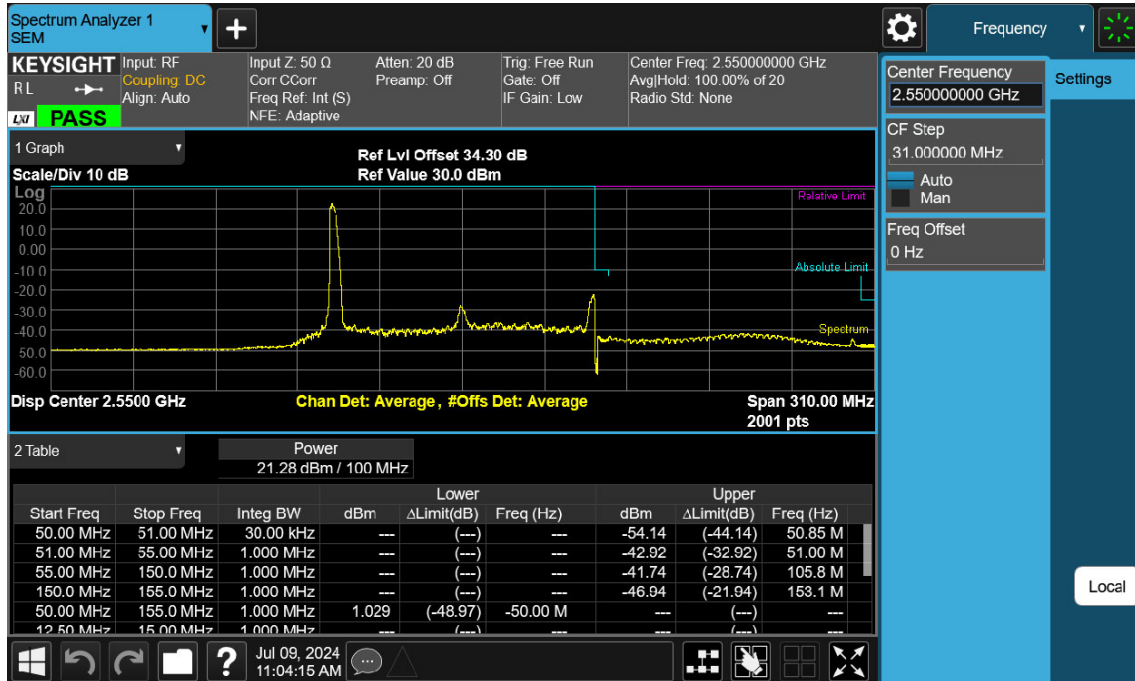 Spectrum Analyzer 1
SEM
+
Frequency
KEYSIGHT
R L
LXI
PASS
Input: RF
Coupling: DC
Align: Auto
Input Z: 50 Ω
Corr CCorr
Freq Ref: Int (S)
NFE: Adaptive
Atten: 20 dB
Preamp: Off
Trig: Free Run
Gate: Off
IF Gain: Low
Center Freq: 2.550000000 GHz
Avg|Hold: 100.00% of 20
Radio Std: None
Center Frequency
2.550000000 GHz
Settings
CF Step
31.000000 MHz
Auto
Man
Freq Offset
0 Hz
1 Graph
Ref Lvl Offset 34.30 dB
Scale/Div 10 dB
Ref Value 30.0 dBm
Log
Relative Limit
20.0
10.0
0.00
-10.0
Absolute Limit
-20.0
-30.0
-40.0
Spectrum
50.0
-60.0
Disp Center 2.5500 GHz
Chan Det: Average , #Offs Det: Average
Span 310.00 MHz
2001 pts
2 Table
Power
21.28 dBm / 100 MHz
Lower Upper
Start Freq Stop Freq Integ BW dBm ΔLimit(dB) Freq (Hz) dBm ΔLimit(dB) Freq (Hz)
50.00 MHz 51.00 MHz 30.00 kHz --- (---) --- -54.14 (-44.14) 50.85 M
51.00 MHz 55.00 MHz 1.000 MHz --- (---) --- -42.92 (-32.92) 51.00 M
55.00 MHz 150.0 MHz 1.000 MHz --- (---) --- -41.74 (-28.74) 105.8 M
150.0 MHz 155.0 MHz 1.000 MHz --- (---) --- -46.94 (-21.94) 153.1 M
50.00 MHz 155.0 MHz 1.000 MHz 1.029 (-48.97) -50.00 M --- (---) ---
12.50 MHz 15.00 MHz 1.000 MHz --- (---) --- --- (---) ---
Local
?
Jul 09, 2024
11:04:15 AM